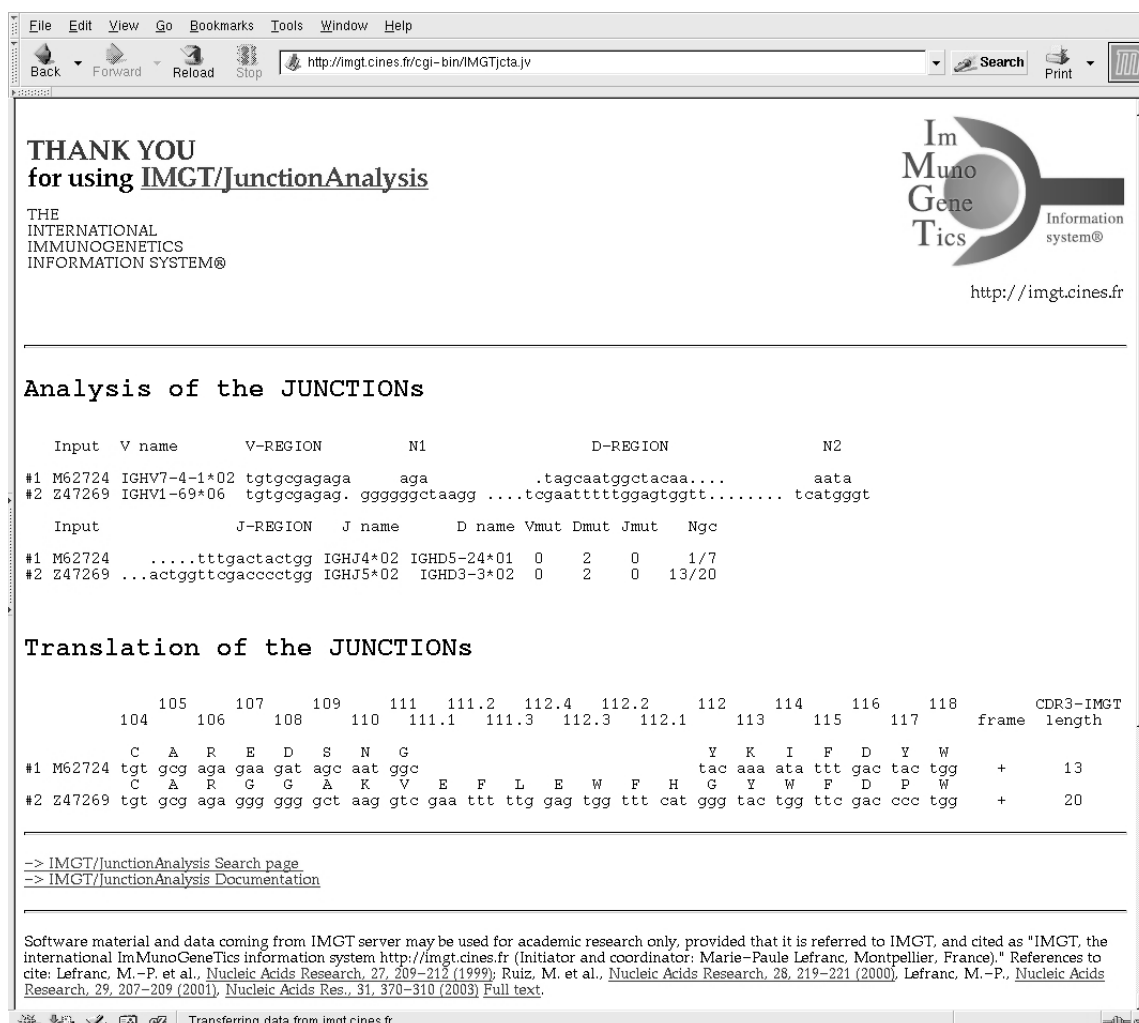 File Edit View Go Bookmarks Tools Window Help
Back Forward Reload Stop http://imgt.cines.fr/cgi-bin/IMGTjcta.jv Search Print
THANK YOU
for using IMGT/JunctionAnalysis
THE
INTERNATIONAL
IMMUNOGENETICS
INFORMATION SYSTEM®
Im
Muno
Gene
Tics
Information
system®
http://imgt.cines.fr
Analysis of the JUNCTIONs
Input V name V-REGION N1 D-REGION N2
#1 M62724 IGHV7-4-1*02 tgtgcgagaga aga .tagcaatggctacaa.... aata
#2 Z47269 IGHV1-69*06 tgtgcgagag. ggggggctaagg ....tcgaatttttggagtggtt........ tcatgggt
Input J-REGION J name D name Vmut Dmut Jmut Ngc
#1 M62724 .....tttgactactgg IGHJ4*02 IGHD5-24*01 0 2 0 1/7
#2 Z47269 ...actggttcgacccctgg IGHJ5*02 IGHD3-3*02 0 2 0 13/20
Translation of the JUNCTIONs
105 107 109 111 111.2 112.4 112.2 112 114 116 118 CDR3-IMGT
104 106 108 110 111.1 111.3 112.3 112.1 113 115 117 frame length
C A R E D S N G Y K I F D Y W
#1 M62724 tgt gcg aga gaa gat agc aat ggc tac aaa ata ttt gac tac tgg + 13
C A R G G A K V E F L E W F H G Y W F D P W
#2 Z47269 tgt gcg aga ggg ggg gct aag gtc gaa ttt ttg gag tgg ttt cat ggg tac tgg ttc gac ccc tgg + 20
-> IMGT/JunctionAnalysis Search page
-> IMGT/JunctionAnalysis Documentation
Software material and data coming from IMGT server may be used for academic research only, provided that it is referred to IMGT, and cited as "IMGT, the
international ImMunoGeneTics information system http://imgt.cines.fr (Initiator and coordinator: Marie-Paule Lefranc, Montpellier, France)." References to
cite: Lefranc, M.-P. et al., Nucleic Acids Research, 27, 209-212 (1999); Ruiz, M. et al., Nucleic Acids Research, 28, 219-221 (2000), Lefranc, M.-P., Nucleic Acids
Research, 29, 207-209 (2001), Nucleic Acids Res., 31, 370-310 (2003) Full text.
Transferring data from imgt.cines.fr